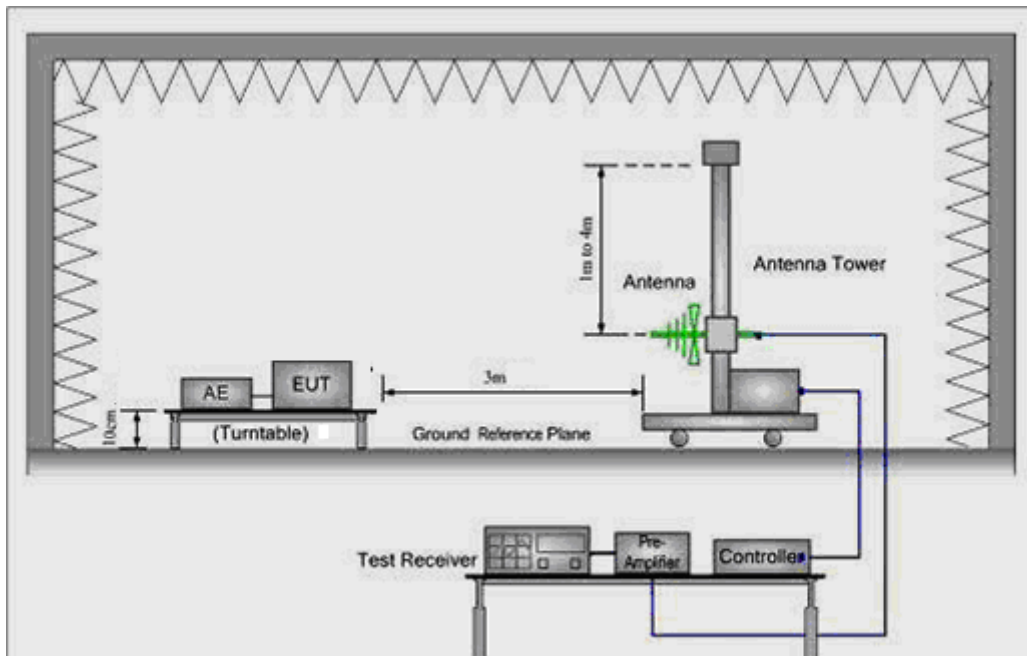 1m to 4m
Antenna Tower
Antenna
3m
AE
EUT
10cm
(Turntable)
Ground Reference Plane
Test Receiver
Pre-
Amplifier
Controller